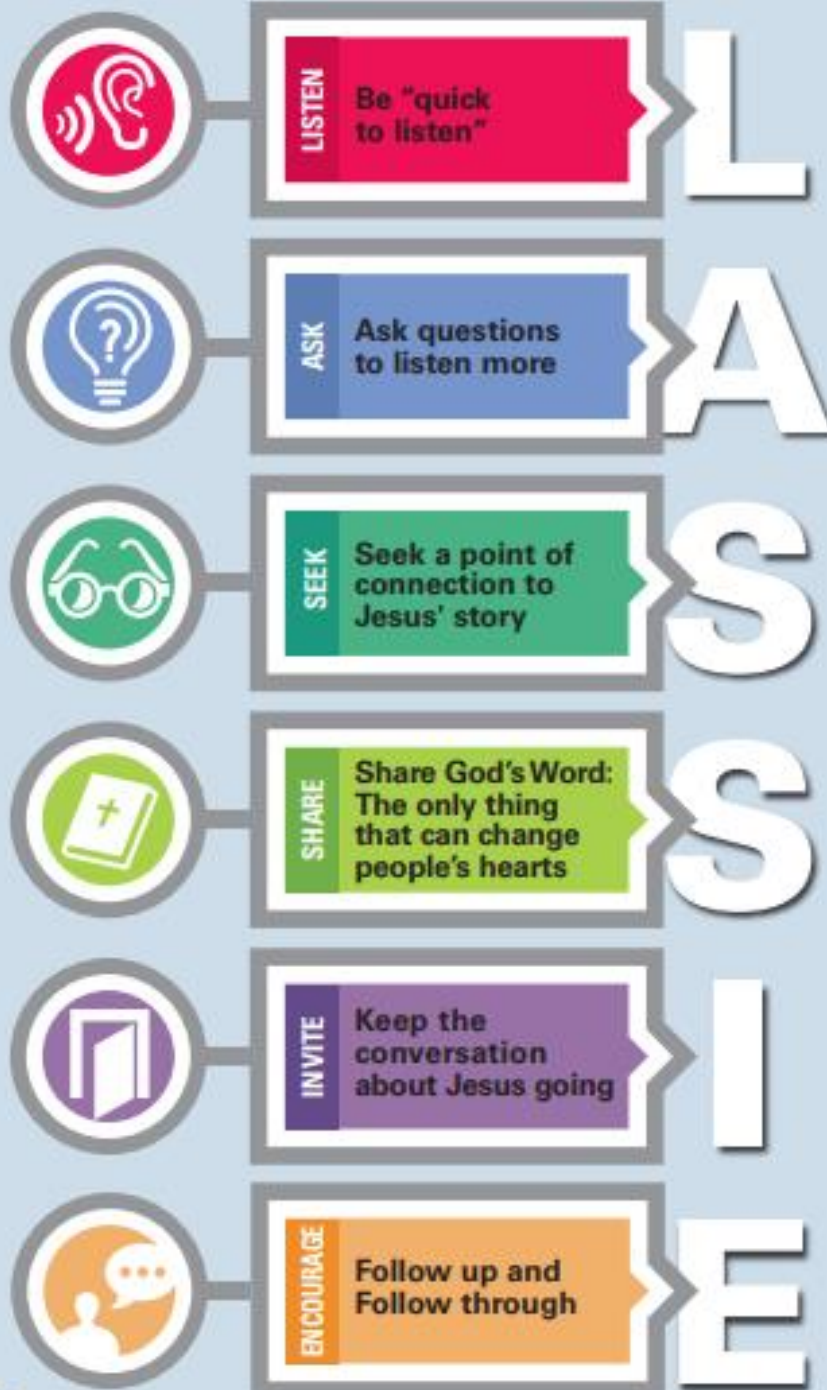 LISTEN
Be "quick
to listen"
L
ASK
Ask questions
to listen more
A
?
SEEK
Seek a point of
connection to
Jesus' story
S
SHARE
Share God's Word:
The only thing
that can change
people's hearts
S
INVITE
Keep the
conversation
about Jesus going
I
ENCOURAGE
Follow up and
Follow through
E